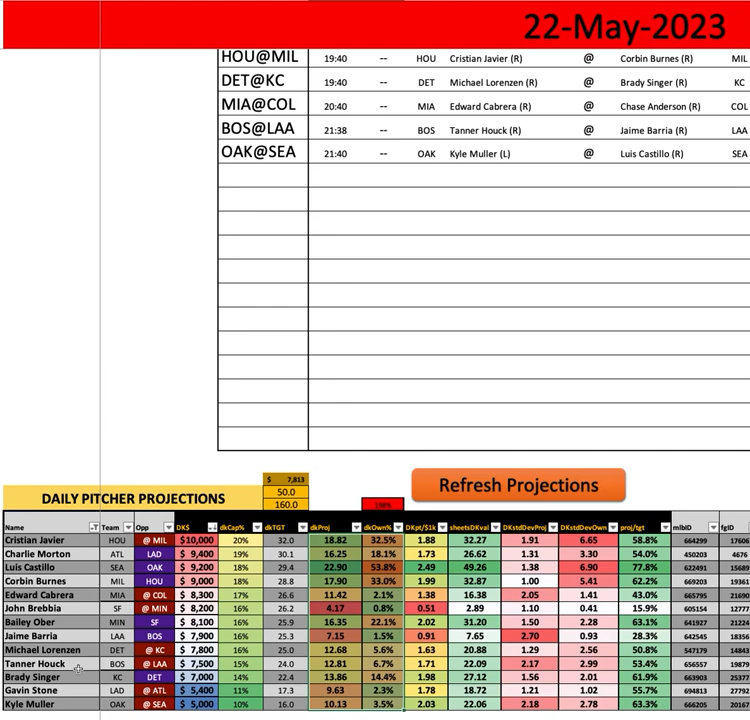 22-May-2023
HOU@MIL 19:40 -- HOU Cristian Javier (R) @ Corbin Burnes (R) MIL
DET@KC 19:40 -- DET Michael Lorenzen (R) @ Brady Singer (R) KC
MIA@COL 20:40 -- MIA Edward Cabrera (R) @ Chase Anderson (R) COL
BOS@LAA 21:38 -- BOS Tanner Houck (R) @ Jaime Barria (R) LAA
OAK@SEA 21:40 -- OAK Kyle Muller (L) @ Luis Castillo (R) SEA
$ 7,813
Refresh Projections
50.0
DAILY PITCHER PROJECTIONS
160.0
Name Team Opp DK$ dkCap% dkTGT dkProj dkOwn% DKpt/$1k sheetsDKval DKstdDevProj DKstdDevOwn proj/tgt mlbID fgID
Cristian Javier HOU @ MIL $10,000 20% 32.0 18.82 32.5% 1.88 32.27 1.91 6.65 58.8% 664299 17606
Charlie Morton ATL LAD $ 9,400 19% 30.1 16.25 18.1% 1.73 26.62 1.31 3.30 54.0% 450203 4676
Luis Castillo SEA OAK $ 9,200 18% 29.4 22.90 53.8% 2.49 49.26 1.38 6.90 77.8% 622491 15689
Corbin Burnes MIL HOU $ 9,000 18% 28.8 17.90 33.0% 1.99 32.87 1.00 5.41 62.2% 669203 19361
Edward Cabrera MIA @ COL $ 8,300 17% 26.6 11.42 2.1% 1.38 16.38 2.05 1.41 43.0% 665795 21690
John Brebbia SF @ MIN $ 8,200 16% 26.2 4.17 0.8% 0.51 2.89 1.10 0.41 15.9% 605154 12777
Bailey Ober MIN SF $ 8,100 16% 25.9 16.35 22.1% 2.02 31.20 1.50 2.28 63.1% 641927 21224
Jaime Barria LAA BOS $ 7,900 16% 25.3 7.15 1.5% 0.91 7.65 2.70 0.93 28.3% 642545 18356
Michael Lorenzen DET @ KC $ 7,800 16% 25.0 12.68 5.6% 1.63 20.88 1.29 2.56 50.8% 547179 14843
Tanner Houck BOS @ LAA $ 7,500 15% 24.0 12.81 6.7% 1.71 22.09 2.17 2.99 53.4% 656557 19879
Brady Singer KC DET $ 7,000 14% 22.4 13.86 14.4% 1.98 27.12 1.56 2.01 61.9% 663903 25377
Gavin Stone LAD @ ATL $ 5,400 11% 17.3 9.63 2.3% 1.78 18.72 1.21 1.02 55.7% 694813 27792
Kyle Muller OAK @ SEA $ 5,000 10% 16.0 10.13 3.5% 2.03 22.06 2.18 2.78 63.3% 666205 20167